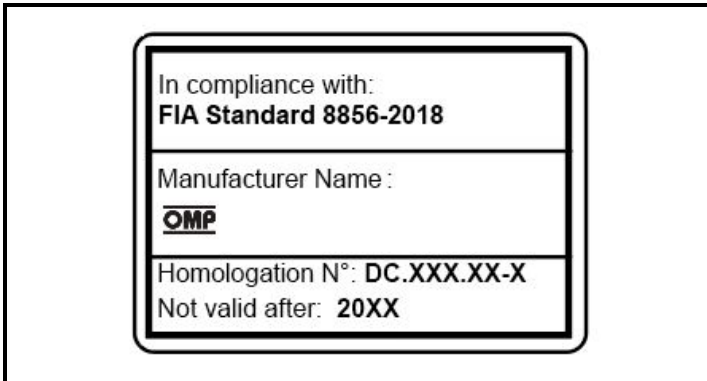 In compliance with:
FIA Standard 8856-2018
Manufacturer Name :
OMP
Homologation N°: DC.XXX.XX-X
Not valid after: 20XX